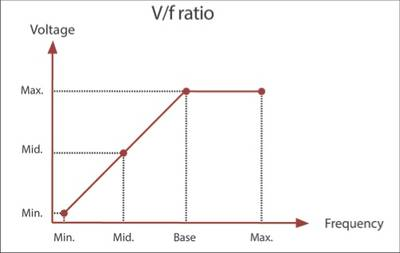 V/f ratio
Voltage
Max.
Mid.
Min.
Frequency
Min. Mid. Base Max.